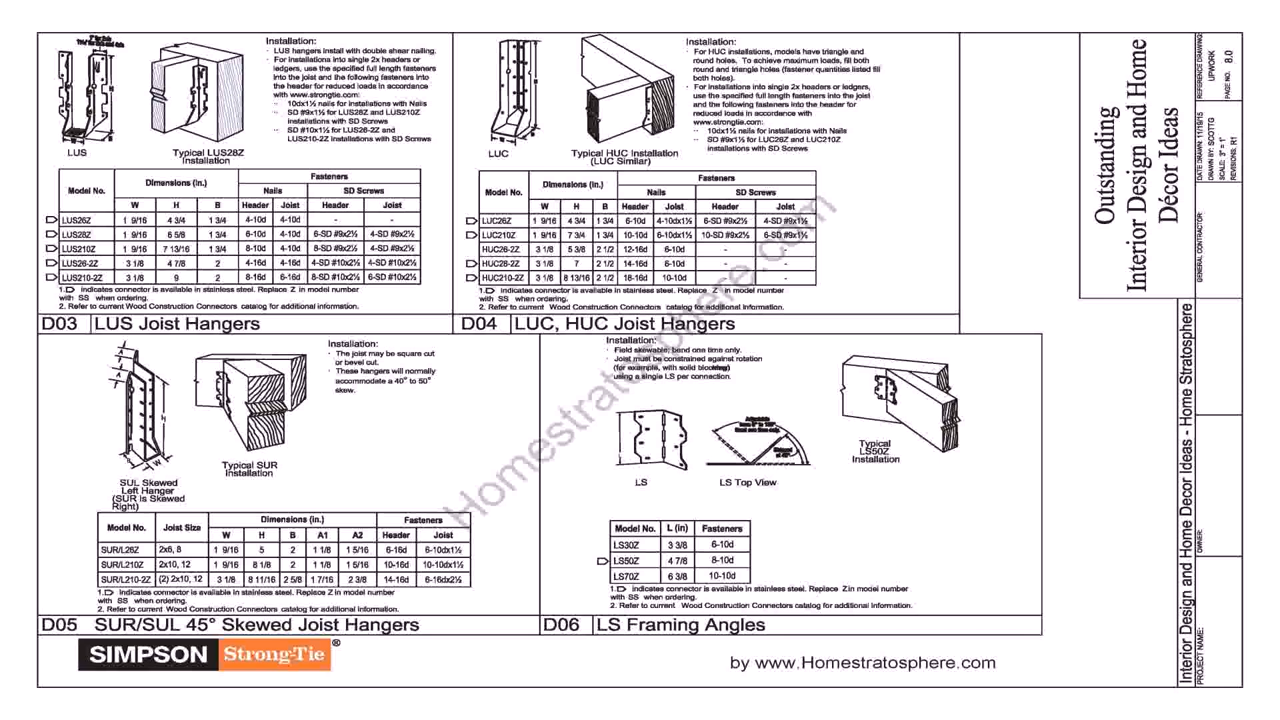 Installation:
· LUS hangers install with double shear nailing.
· For installations into single 2x headers or
ledgers, use the specified full length fasteners
into the joist and the following fasteners into
the header for reduced loads in accordance
with www.strongtie.com:
·· 10dx1½ nails for installations with Nails
·· SD #9x1½ for LUS28Z and LUS210Z
installations with SD Screws
·· SD #10x1½ for LUS26-2Z and
LUS210-2Z installations with SD Screws
W
H
B
LUS
Typical LUS28Z
Installation
Model No. Dimensions (in.) Fasteners
Nails SD Screws
W H B Header Joist Header Joist
LUS26Z 1 9/16 4 3/4 1 3/4 4-10d 4-10d - -
LUS28Z 1 9/16 6 5/8 1 3/4 6-10d 4-10d 6-SD #9x2½ 4-SD #9x2½
LUS210Z 1 9/16 7 13/16 1 3/4 8-10d 4-10d 8-SD #9x2½ 4-SD #9x2½
LUS26-2Z 3 1/8 4 7/8 2 4-16d 4-16d 4-SD #10x2½ 4-SD #10x2½
LUS210-2Z 3 1/8 9 2 8-16d 6-16d 8-SD #10x2½ 6-SD #10x2½
1. indicates connector is available in stainless steel. Replace Z in model number
with SS when ordering.
2. Refer to current Wood Construction Connectors catalog for additional information.
D03 LUS Joist Hangers
Installation:
· For HUC installations, models have triangle and
round holes. To achieve maximum loads, fill both
round and triangle holes (fastener quantities listed fill
both holes).
· For installations into single 2x headers or ledgers,
use the specified full length fasteners into the joist
and the following fasteners into the header for
reduced loads in accordance with
www.strongtie.com:
·· 10dx1½ nails for installations with Nails
·· SD #9x1½ for LUC26Z and LUC210Z
installations with SD Screws
H
B
W
LUC
Typical HUC Installation
(LUC Similar)
Model No. Dimensions (in.) Fasteners
Nails SD Screws
W H B Header Joist Header Joist
LUC26Z 1 9/16 4 3/4 1 3/4 6-10d 4-10dx1½ 6-SD #9x2½ 4-SD #9x1½
LUC210Z 1 9/16 7 3/4 1 3/4 10-10d 6-10dx1½ 10-SD #9x2½ 6-SD #9x1½
HUC26-2Z 3 1/8 5 3/8 2 1/2 12-16d 6-10d - -
HUC28-2Z 3 1/8 7 2 1/2 14-16d 6-10d - -
HUC210-2Z 3 1/8 8 13/16 2 1/2 18-16d 10-10d - -
1. indicates connector is available in stainless steel. Replace Z in model number
with SS when ordering.
2. Refer to current Wood Construction Connectors catalog for additional information.
D04 LUC, HUC Joist Hangers
Installation:
· The joist may be square cut
or bevel cut.
· These hangers will normally
accommodate a 40° to 50°
skew.
A
A
H
B
W
SUL Skewed
Left Hanger
(SUR is Skewed
Right)
Typical SUR
Installation
Model No. Joist Size Dimensions (in.) Fasteners
W H B A1 A2 Header Joist
SUR/L26Z 2x6, 8 1 9/16 5 2 1 1/8 1 5/16 6-16d 6-10dx1½
SUR/L210Z 2x10, 12 1 9/16 8 1/8 2 1 1/8 1 5/16 10-16d 10-10dx1½
SUR/L210-2Z (2) 2x10, 12 3 1/8 8 11/16 2 5/8 1 7/16 2 3/8 14-16d 6-16dx2½
1. indicates connector is available in stainless steel. Replace Z in model number
with SS when ordering.
2. Refer to current Wood Construction Connectors catalog for additional information.
D05 SUR/SUL 45° Skewed Joist Hangers
Installation:
· Field skewable; bend one time only.
· Joist must be constrained against rotation
(for example, with solid blocking)
using a single LS per connection.
LS
LS Top View
Typical
LS50Z
Installation
Model No. L (in) Fasteners
LS30Z 3 3/8 6-10d
LS50Z 4 7/8 8-10d
LS70Z 6 3/8 10-10d
1. indicates connector is available in stainless steel. Replace Z in model number
with SS when ordering.
2. Refer to current Wood Construction Connectors catalog for additional information.
D06 LS Framing Angles
SIMPSON Strong-Tie ®
by www.Homestratosphere.com
Homestratosphere.com
Outstanding
Interior Design and Home
Décor Ideas
REFERENCE DRAWING:
UPWORK
PAGE NO. 8.0
DATE DRAWN: 11/19/15
DRAWN BY: SCOTTG
SCALE: 3" = 1"
REVISIONS: R1
GENERAL CONTRACTOR:
OWNER:
Interior Design and Home Decor Ideas - Home Stratosphere
PROJECT NAME: